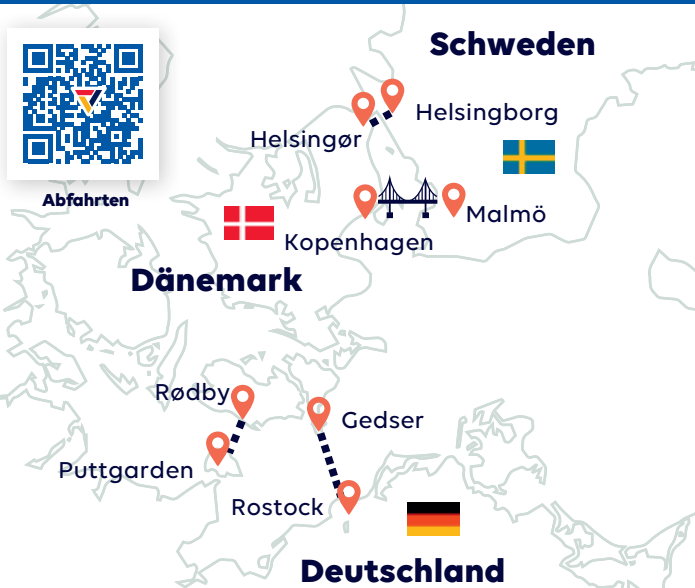 Schweden
Helsingborg
Helsingør
Abfahrten
Malmö
Kopenhagen
Dänemark
Rødby
Gedser
Puttgarden
Rostock
Deutschland